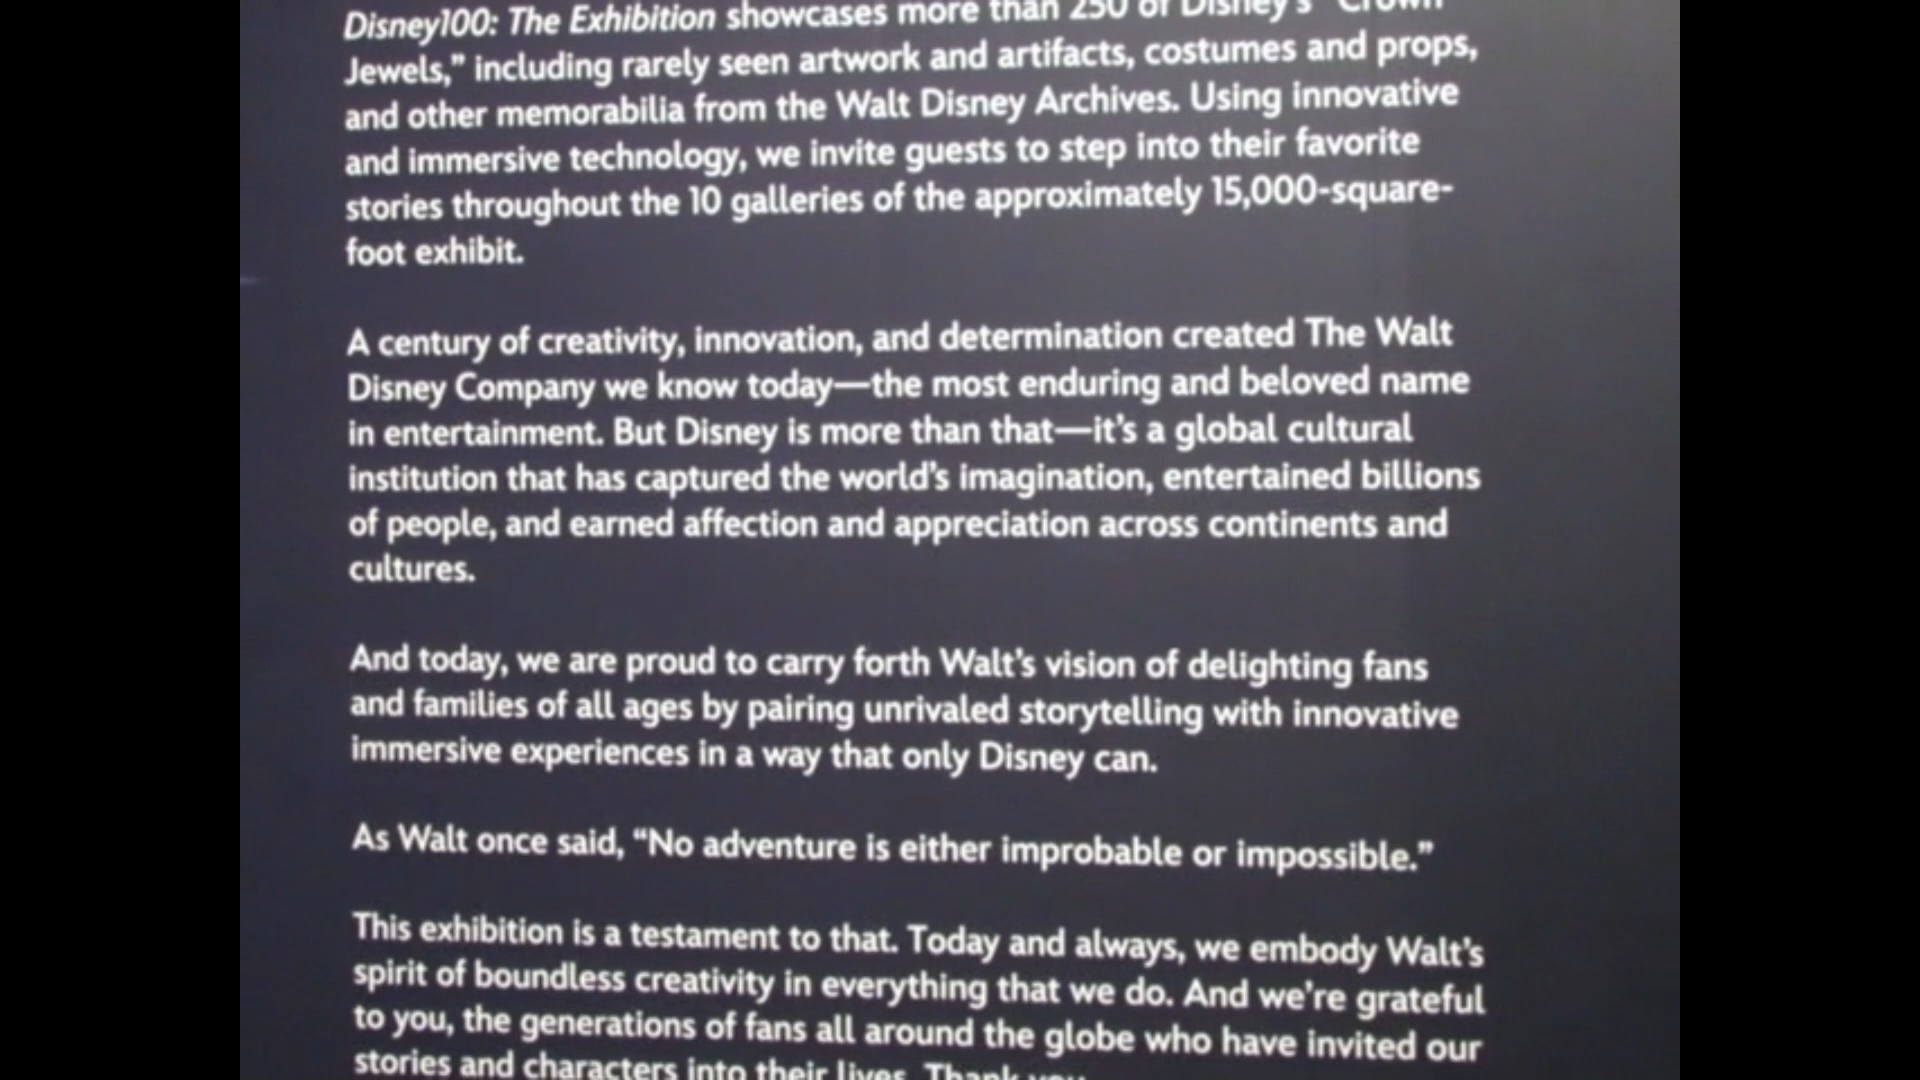 Disney100: The Exhibition showcases more than 250 of Disney's "Crown
Jewels,” including rarely seen artwork and artifacts, costumes and props,
and other memorabilia from the Walt Disney Archives. Using innovative
and immersive technology, we invite guests to step into their favorite
stories throughout the 10 galleries of the approximately 15,000-square-
foot exhibit.
A century of creativity, innovation, and determination created The Walt
Disney Company we know today—the most enduring and beloved name
in entertainment. But Disney is more than that—it’s a global cultural
institution that has captured the world’s imagination, entertained billions
of people, and earned affection and appreciation across continents and
cultures.
And today, we are proud to carry forth Walt’s vision of delighting fans
and families of all ages by pairing unrivaled storytelling with innovative
immersive experiences in a way that only Disney can.
As Walt once said, “No adventure is either improbable or impossible.”
This exhibition is a testament to that. Today and always, we embody Walt’s
spirit of boundless creativity in everything that we do. And we’re grateful
to you, the generations of fans all around the globe who have invited our
stories and characters into their lives. Thank you.